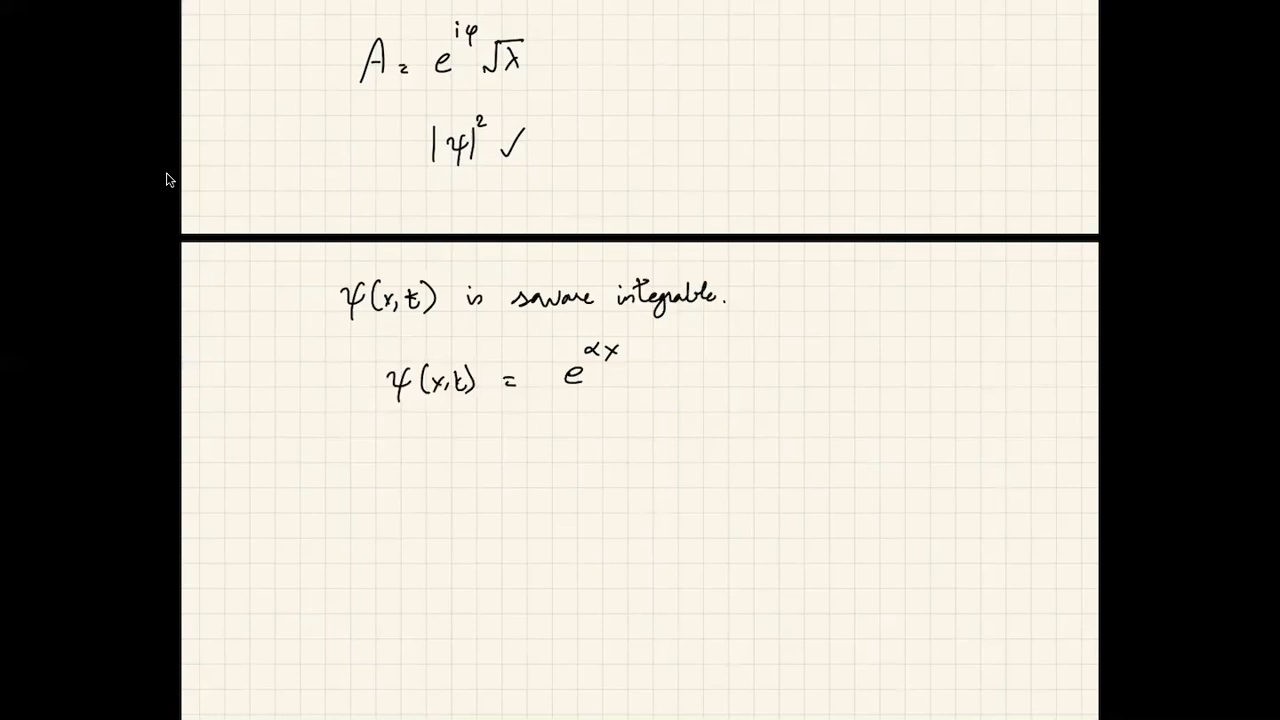 A = e^{iφ} √λ
|ψ|² ✓
ψ(x,t) is square integrable.
ψ(x,t) = e^{αx}